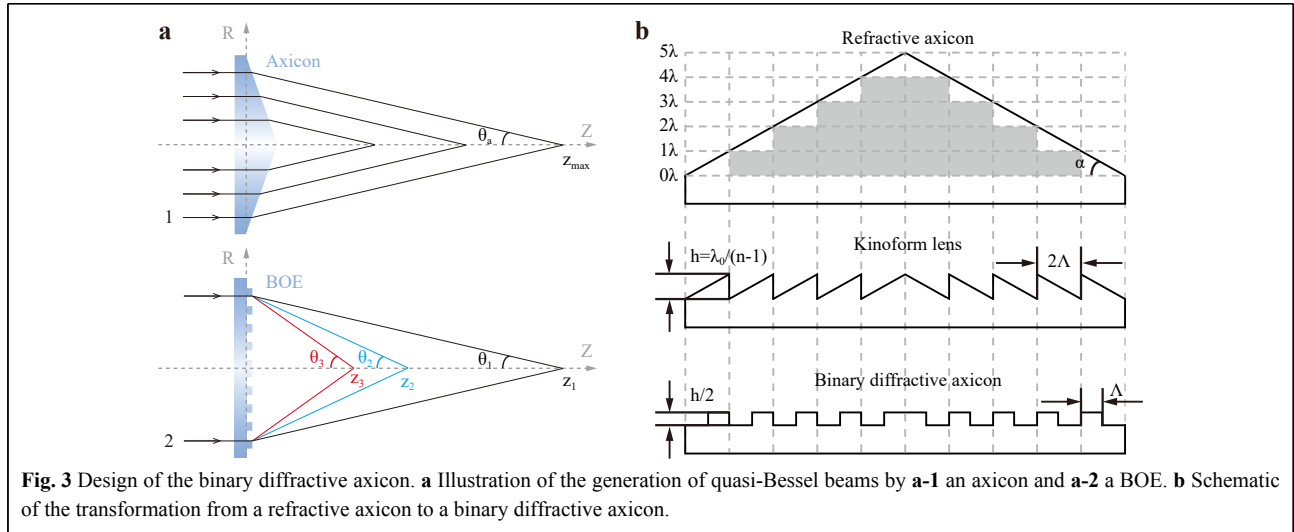 a
R
Axicon
θa
Z
zmax
1
R
BOE
θ3
θ2
θ1
Z
z3
z2
z1
2
b
Refractive axicon
5λ
4λ
3λ
2λ
1λ
0λ
α
Kinoform lens
h=λ0/(n-1)
2Λ
Binary diffractive axicon
h/2
Λ
Fig. 3 Design of the binary diffractive axicon. a Illustration of the generation of quasi-Bessel beams by a-1 an axicon and a-2 a BOE. b Schematic
of the transformation from a refractive axicon to a binary diffractive axicon.